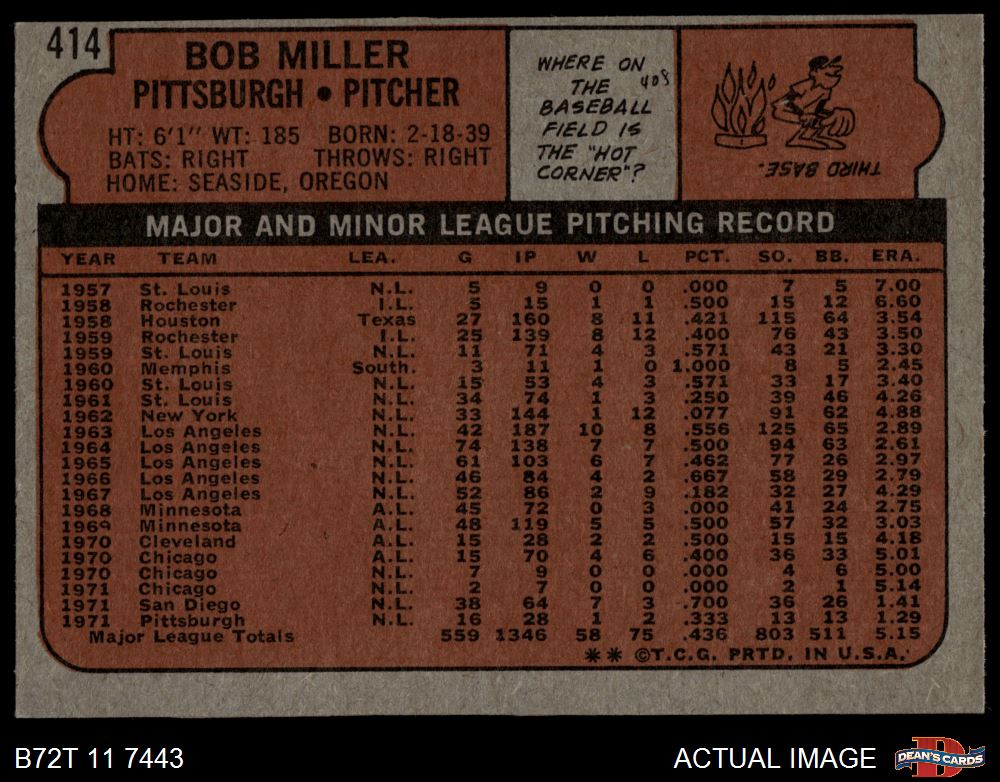 414
BOB MILLER
PITTSBURGH • PITCHER
HT: 6'1" WT: 185 BORN: 2-18-39
BATS: RIGHT THROWS: RIGHT
HOME: SEASIDE, OREGON
WHERE ON
THE
BASEBALL
FIELD IS
THE "HOT
CORNER"?
408
THIRD BASE.
MAJOR AND MINOR LEAGUE PITCHING RECORD
YEAR TEAM LEA. G IP W L PCT. SO. BB. ERA.
1957 St. Louis N.L. 5 9 0 0 .000 7 5 7.00
1958 Rochester I.L. 5 15 1 1 .500 15 12 6.60
1958 Houston Texas 27 160 8 11 .421 115 64 3.54
1959 Rochester I.L. 25 139 8 12 .400 76 43 3.50
1959 St. Louis N.L. 11 71 4 3 .571 43 21 3.30
1960 Memphis South. 3 11 1 0 1.000 8 5 2.45
1960 St. Louis N.L. 15 53 4 3 .571 33 17 3.40
1961 St. Louis N.L. 34 74 1 3 .250 39 46 4.26
1962 New York N.L. 33 144 1 12 .077 91 62 4.88
1963 Los Angeles N.L. 42 187 10 8 .556 125 65 2.89
1964 Los Angeles N.L. 74 138 7 7 .500 94 63 2.61
1965 Los Angeles N.L. 61 103 6 7 .462 77 26 2.97
1966 Los Angeles N.L. 46 84 4 2 .667 58 29 2.79
1967 Los Angeles N.L. 52 86 2 9 .182 32 27 4.29
1968 Minnesota A.L. 45 72 0 3 .000 41 24 2.75
1969 Minnesota A.L. 48 119 5 5 .500 57 32 3.03
1970 Cleveland A.L. 15 28 2 2 .500 15 15 4.18
1970 Chicago A.L. 15 70 4 6 .400 36 33 5.01
1970 Chicago N.L. 7 9 0 0 .000 4 6 5.00
1971 Chicago N.L. 2 7 0 0 .000 2 1 5.14
1971 San Diego N.L. 38 64 7 3 .700 36 26 1.41
1971 Pittsburgh N.L. 16 28 1 2 .333 13 13 1.29
Major League Totals 559 1346 58 75 .436 803 511 5.15
** ©T.C.G. PRTD. IN U.S.A.
B72T 11 7443
ACTUAL IMAGE
D
DEAN'S CARDS